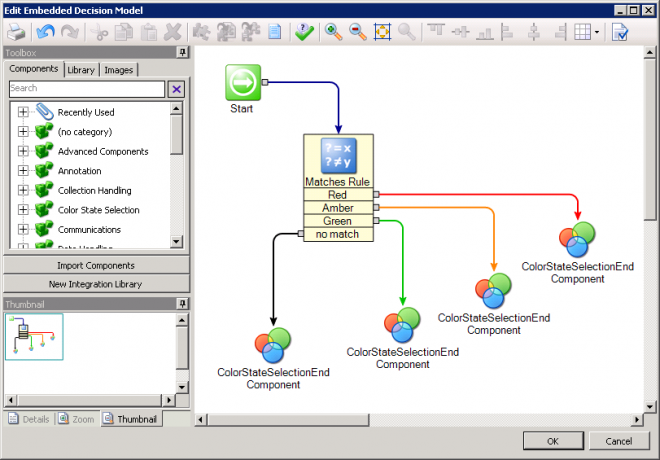 Edit Embedded Decision Model
Toolbox
Components
Library
Images
Search
Recently Used
(no category)
Advanced Components
Annotation
Collection Handling
Color State Selection
Communications
Data Handling
Import Components
New Integration Library
Thumbnail
Details
Zoom
Thumbnail
Start
? = x
? ≠ y
Matches Rule
Red
Amber
Green
no match
ColorStateSelectionEnd
Component
ColorStateSelectionEnd
Component
ColorStateSelectionEnd
Component
ColorStateSelectionEnd
Component
OK
Cancel